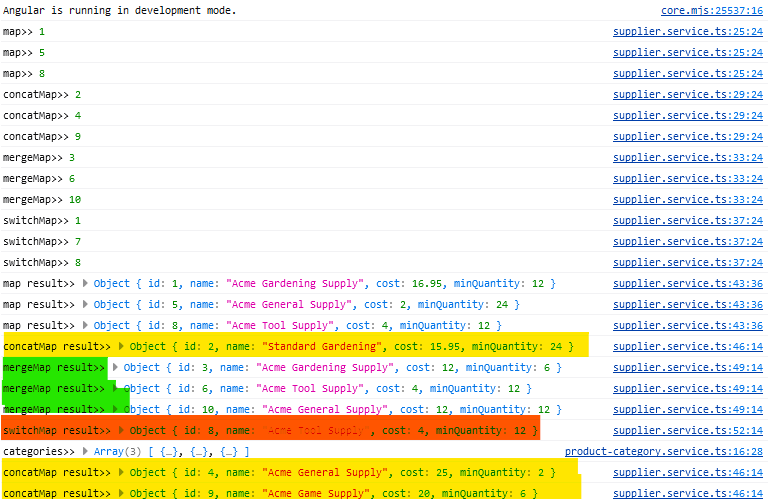 Angular is running in development mode. core.mjs:25537:16
map>> 1 supplier.service.ts:25:24
map>> 5 supplier.service.ts:25:24
map>> 8 supplier.service.ts:25:24
concatMap>> 2 supplier.service.ts:29:24
concatMap>> 4 supplier.service.ts:29:24
concatMap>> 9 supplier.service.ts:29:24
mergeMap>> 3 supplier.service.ts:33:24
mergeMap>> 6 supplier.service.ts:33:24
mergeMap>> 10 supplier.service.ts:33:24
switchMap>> 1 supplier.service.ts:37:24
switchMap>> 7 supplier.service.ts:37:24
switchMap>> 8 supplier.service.ts:37:24
map result>> Object { id: 1, name: "Acme Gardening Supply", cost: 16.95, minQuantity: 12 } supplier.service.ts:43:36
map result>> Object { id: 5, name: "Acme General Supply", cost: 2, minQuantity: 24 } supplier.service.ts:43:36
map result>> Object { id: 8, name: "Acme Tool Supply", cost: 4, minQuantity: 12 } supplier.service.ts:43:36
concatMap result>> Object { id: 2, name: "Standard Gardening", cost: 15.95, minQuantity: 24 } supplier.service.ts:46:14
mergeMap result>> Object { id: 3, name: "Acme Gardening Supply", cost: 12, minQuantity: 6 } supplier.service.ts:49:14
mergeMap result>> Object { id: 6, name: "Acme Tool Supply", cost: 4, minQuantity: 12 } supplier.service.ts:49:14
mergeMap result>> Object { id: 10, name: "Acme General Supply", cost: 12, minQuantity: 12 } supplier.service.ts:49:14
switchMap result>> Object { id: 8, name: "Acme Tool Supply", cost: 4, minQuantity: 12 } supplier.service.ts:52:14
categories>> Array(3) [ {…}, {…}, {…} ] product-category.service.ts:16:28
concatMap result>> Object { id: 4, name: "Acme General Supply", cost: 25, minQuantity: 2 } supplier.service.ts:46:14
concatMap result>> Object { id: 9, name: "Acme Game Supply", cost: 20, minQuantity: 6 } supplier.service.ts:46:14